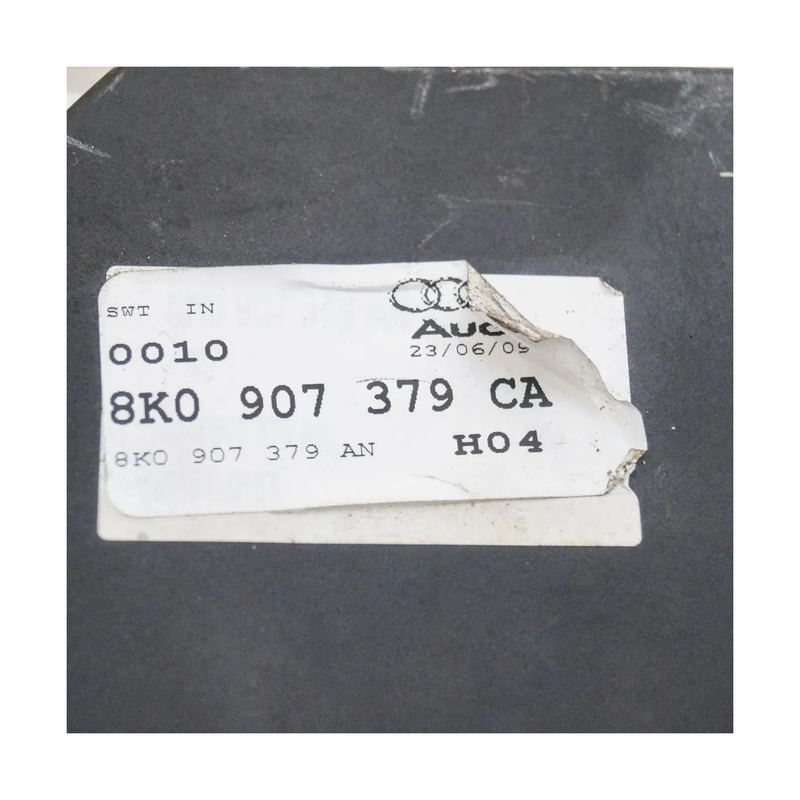 SWT IN
0010
23/06/09
8K0 907 379 CA
8K0 907 379 AN
H04